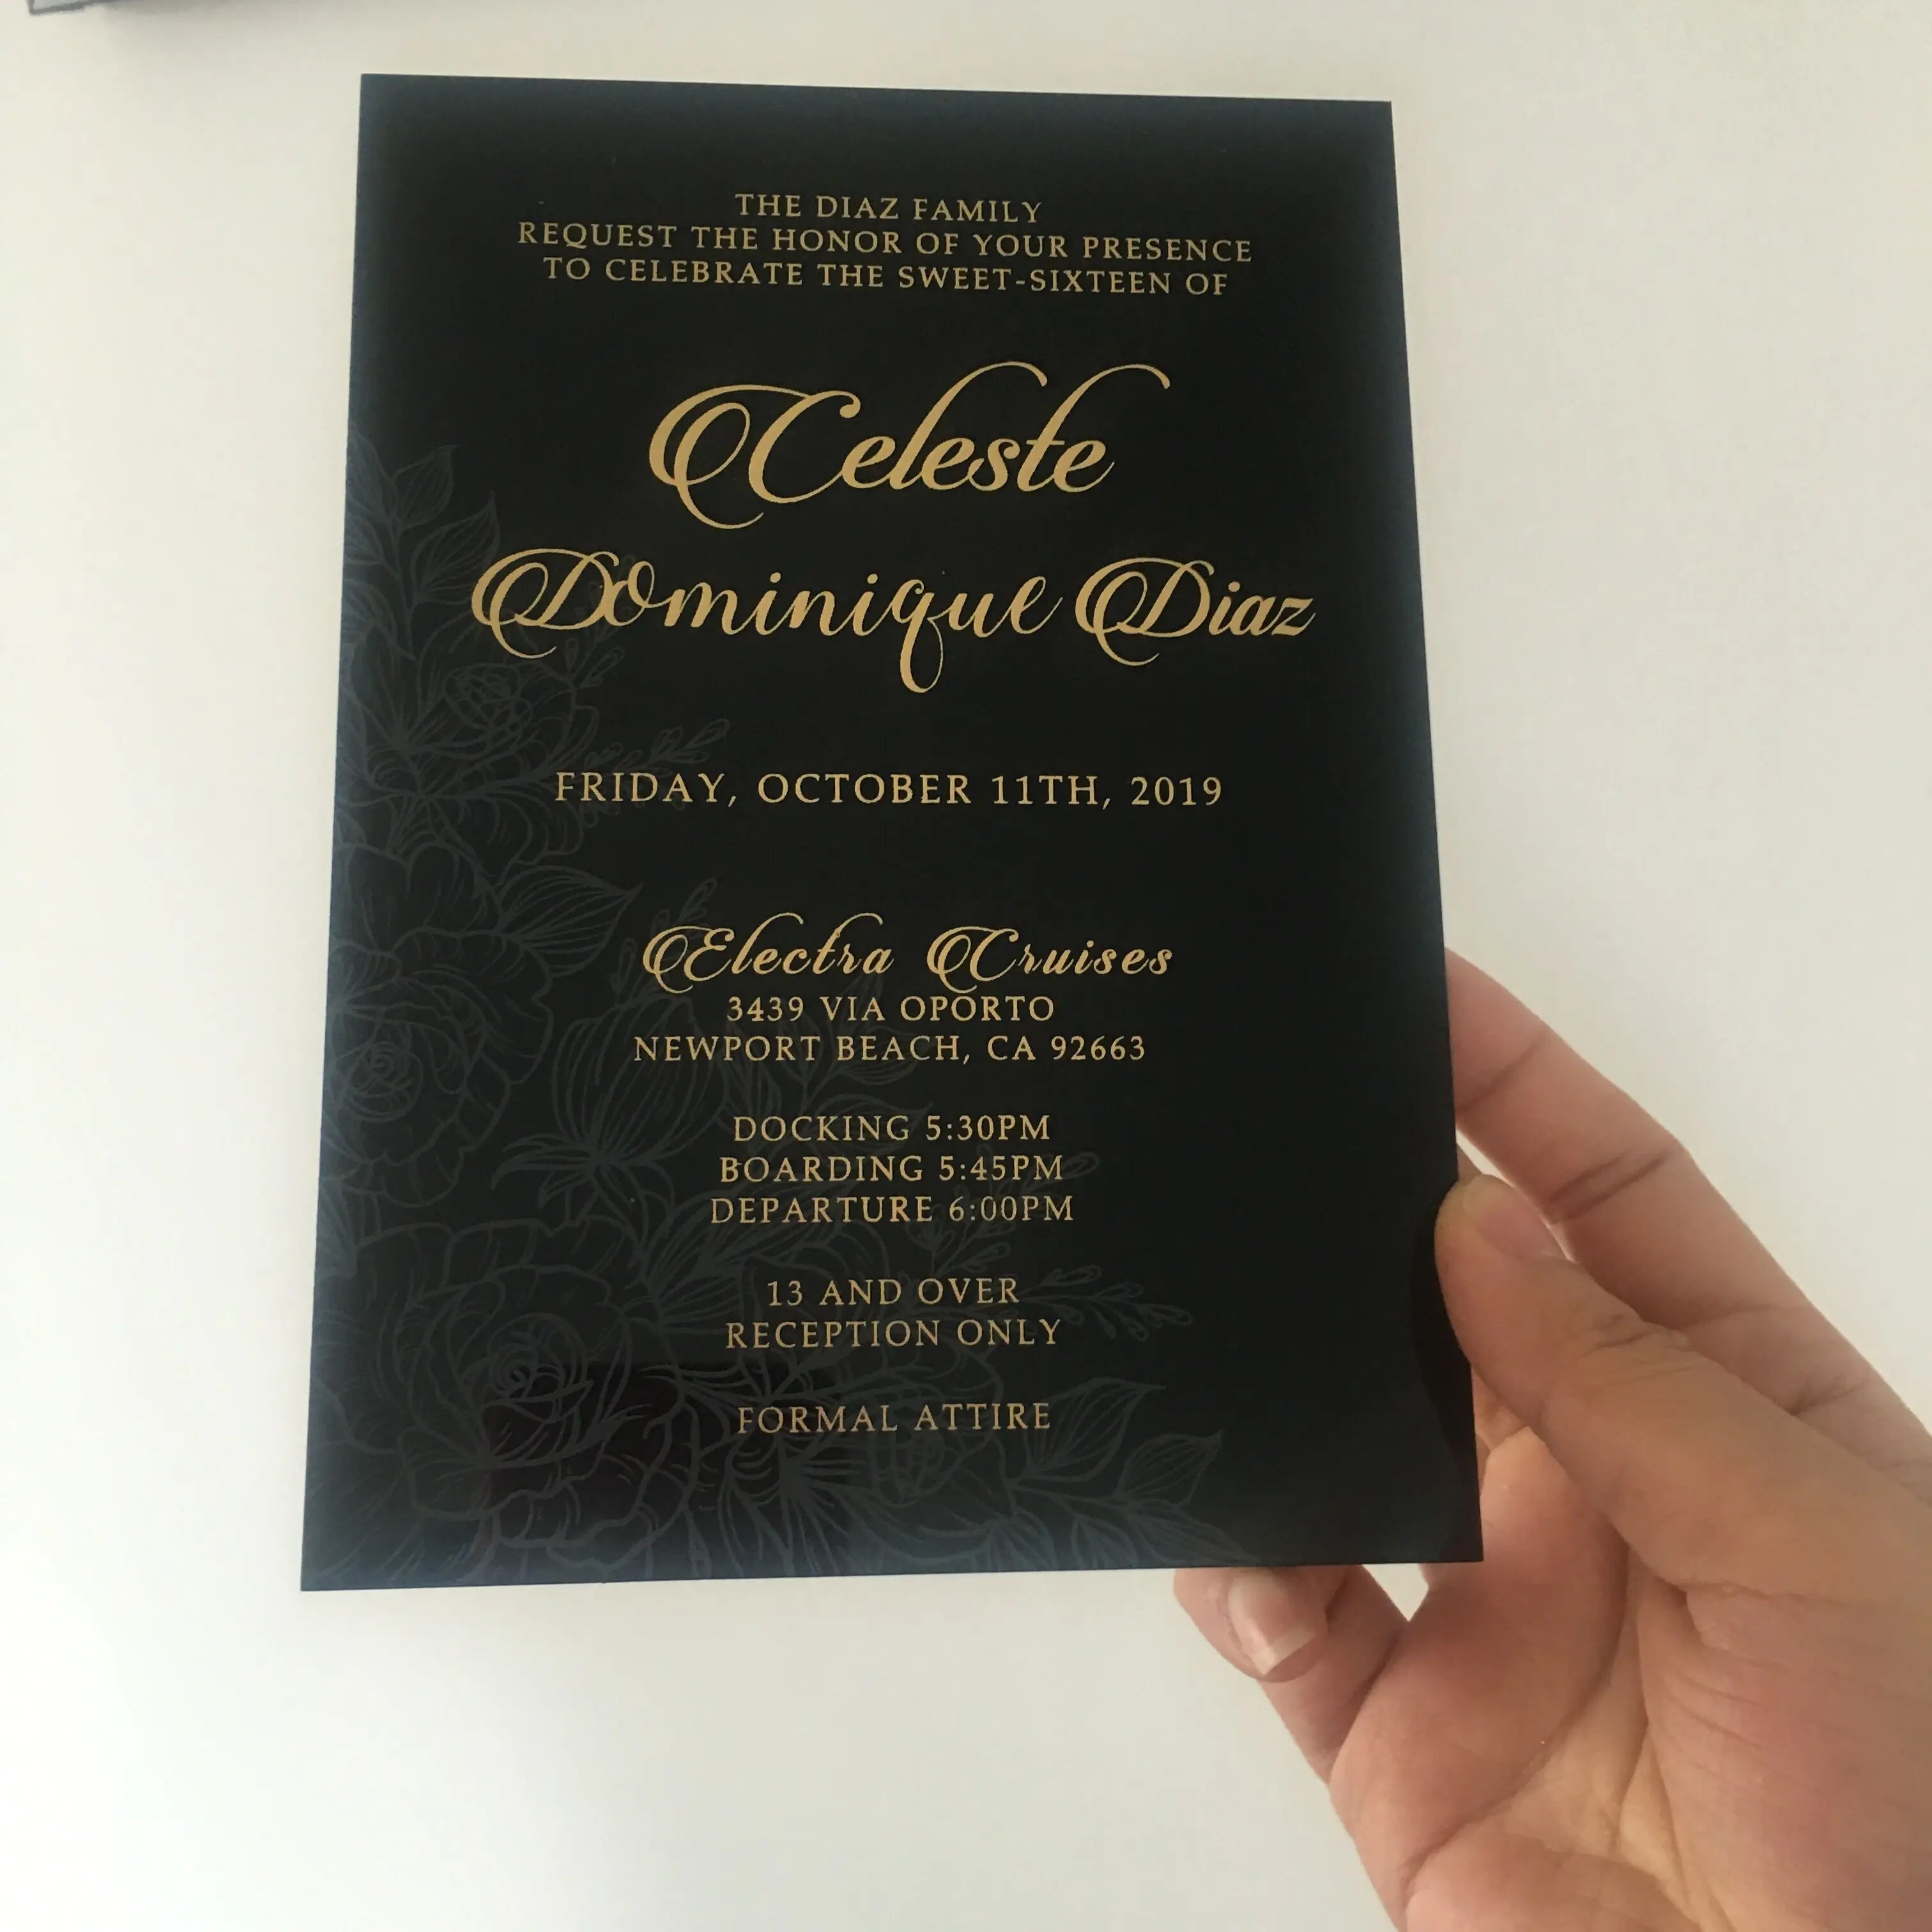 THE DIAZ FAMILY
REQUEST THE HONOR OF YOUR PRESENCE
TO CELEBRATE THE SWEET-SIXTEEN OF
Celeste
Dominique Diaz
FRIDAY, OCTOBER 11TH, 2019
Electra Cruises
3439 VIA OPORTO
NEWPORT BEACH, CA 92663
DOCKING 5:30PM
BOARDING 5:45PM
DEPARTURE 6:00PM
13 AND OVER
RECEPTION ONLY
FORMAL ATTIRE